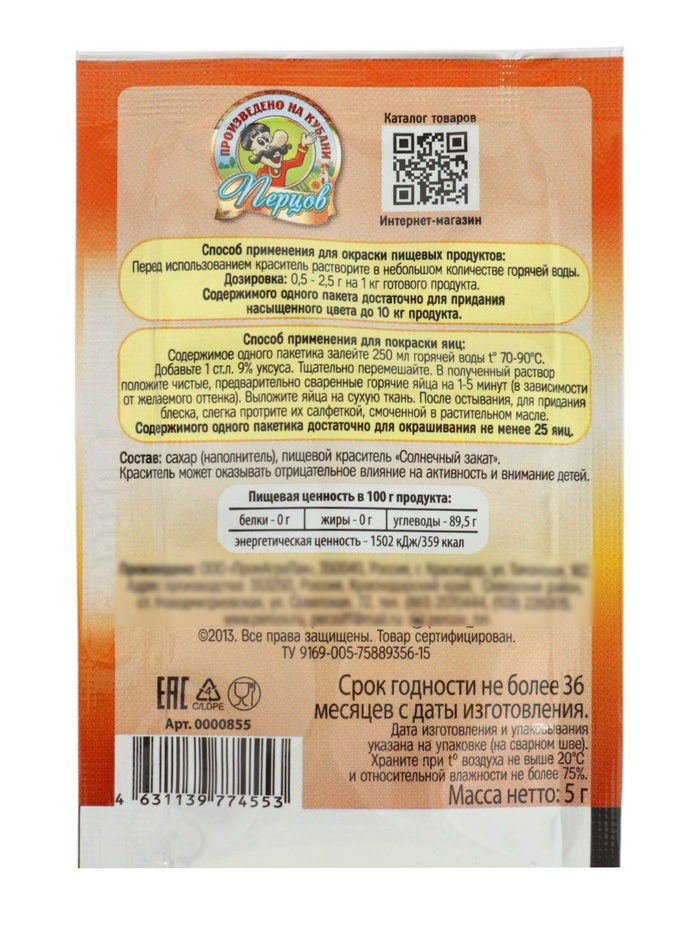 ПРОИЗВЕДЕНО НА КУБАНИ
Перцов
Каталог товаров
Интернет-магазин
Способ применения для окраски пищевых продуктов:
Перед использованием краситель растворите в небольшом количестве горячей воды.
Дозировка: 0,5 - 2,5 г на 1 кг готового продукта.
Содержимого одного пакета достаточно для придания
насыщенного цвета до 10 кг продукта.
Способ применения для покраски яиц:
Содержимое одного пакетика залейте 250 мл горячей воды t° 70-90°C.
Добавьте 1 ст.л. 9% уксуса. Тщательно перемешайте. В полученный раствор
положите чистые, предварительно сваренные горячие яйца на 1-5 минут (в зависимости
от желаемого оттенка). Выложите яйца на сухую ткань. После остывания, для придания
блеска, слегка протрите их салфеткой, смоченной в растительном масле.
Содержимого одного пакетика достаточно для окрашивания не менее 25 яиц.
Состав: сахар (наполнитель), пищевой краситель «Солнечный закат».
Краситель может оказывать отрицательное влияние на активность и внимание детей.
Пищевая ценность в 100 г продукта:
белки - 0 г жиры - 0 г углеводы - 89,5 г
энергетическая ценность - 1502 кДж/359 ккал
©2013. Все права защищены. Товар сертифицирован.
ТУ 9169-005-75889356-15
EAC 4 C/LDPE
Арт. 0000855
Срок годности не более 36
месяцев с даты изготовления.
Дата изготовления и упаковывания
указана на упаковке (на сварном шве).
Храните при t° воздуха не выше 20°C
и относительной влажности не более 75%.
Масса нетто: 5 г
4 631139 774553